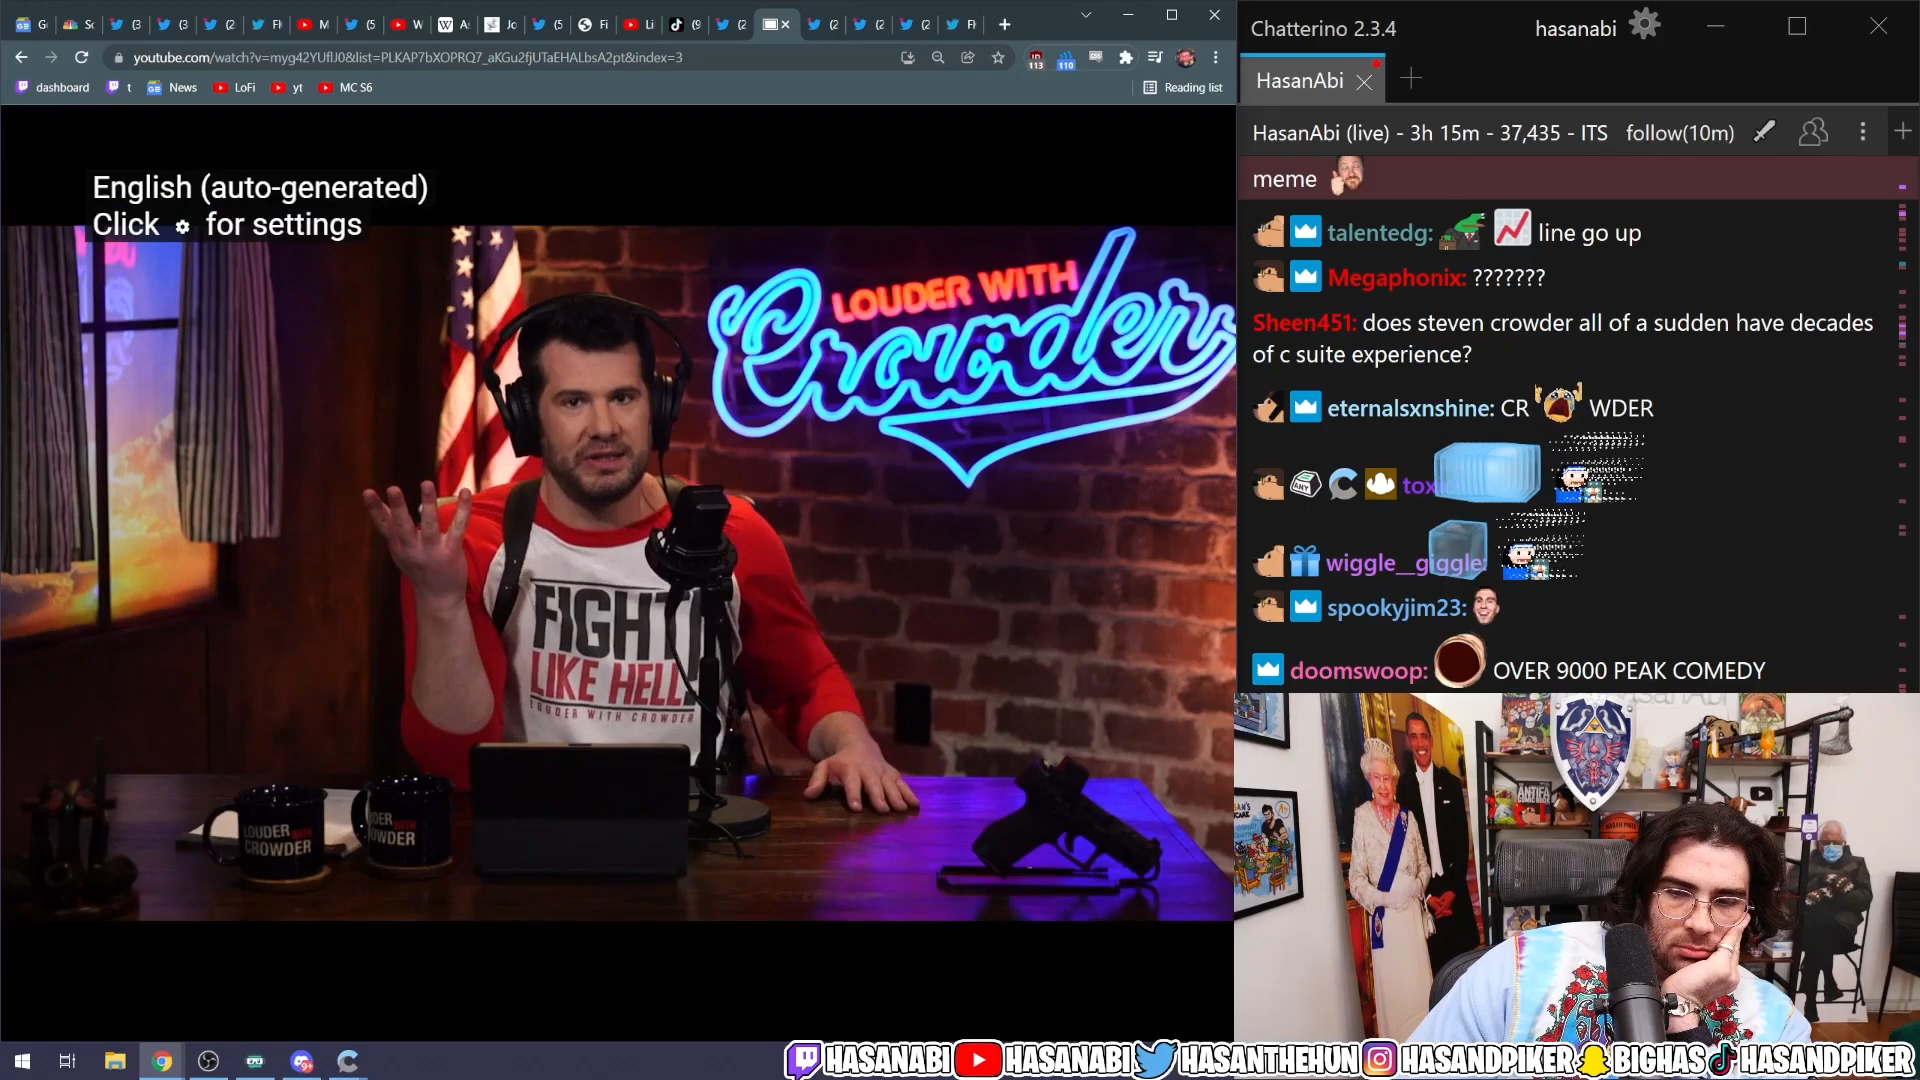 youtube.com/watch?v=myg42YUflJ0&list=PLKAP7bXOPRQ7_aKGu2fjUTaEHALbsA2pt&index=3
113
110
dashboard
t
News
LoFi
yt
MC S6
Reading list
English (auto-generated)
Click for settings
LOUDER WITH
Crowder
FIGHT
LIKE HELL
LOUDER WITH CROWDER
LOUDER WITH
CROWDER
Chatterino 2.3.4
hasanabi
HasanAbi
HasanAbi (live) - 3h 15m - 37,435 - ITS
follow(10m)
meme
talentedg: line go up
Megaphonix: ???????
Sheen451: does steven crowder all of a sudden have decades
of c suite experience?
eternalsxnshine: CR WDER
wiggle__giggle:
spookyjim23:
doomswoop: OVER 9000 PEAK COMEDY
HASANABI HASANABI HASANTHEHUN HASANDPIKER BIGHAS HASANDPIKER